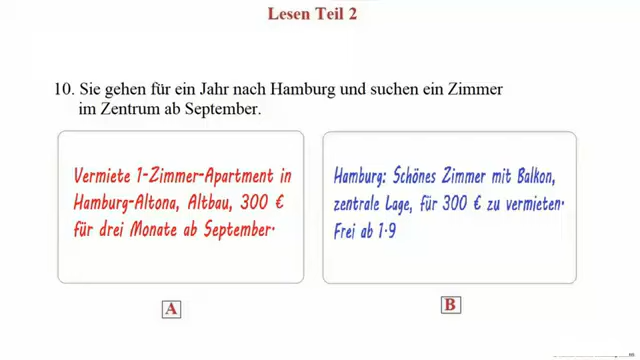 Lesen Teil 2
10. Sie gehen für ein Jahr nach Hamburg und suchen ein Zimmer
im Zentrum ab September.
Vermiete 1-Zimmer-Apartment in
Hamburg-Altona, Altbau, 300 €
für drei Monate ab September.
Hamburg: Schönes Zimmer mit Balkon,
zentrale Lage, für 300 € zu vermieten.
Frei ab 1.9
A
B